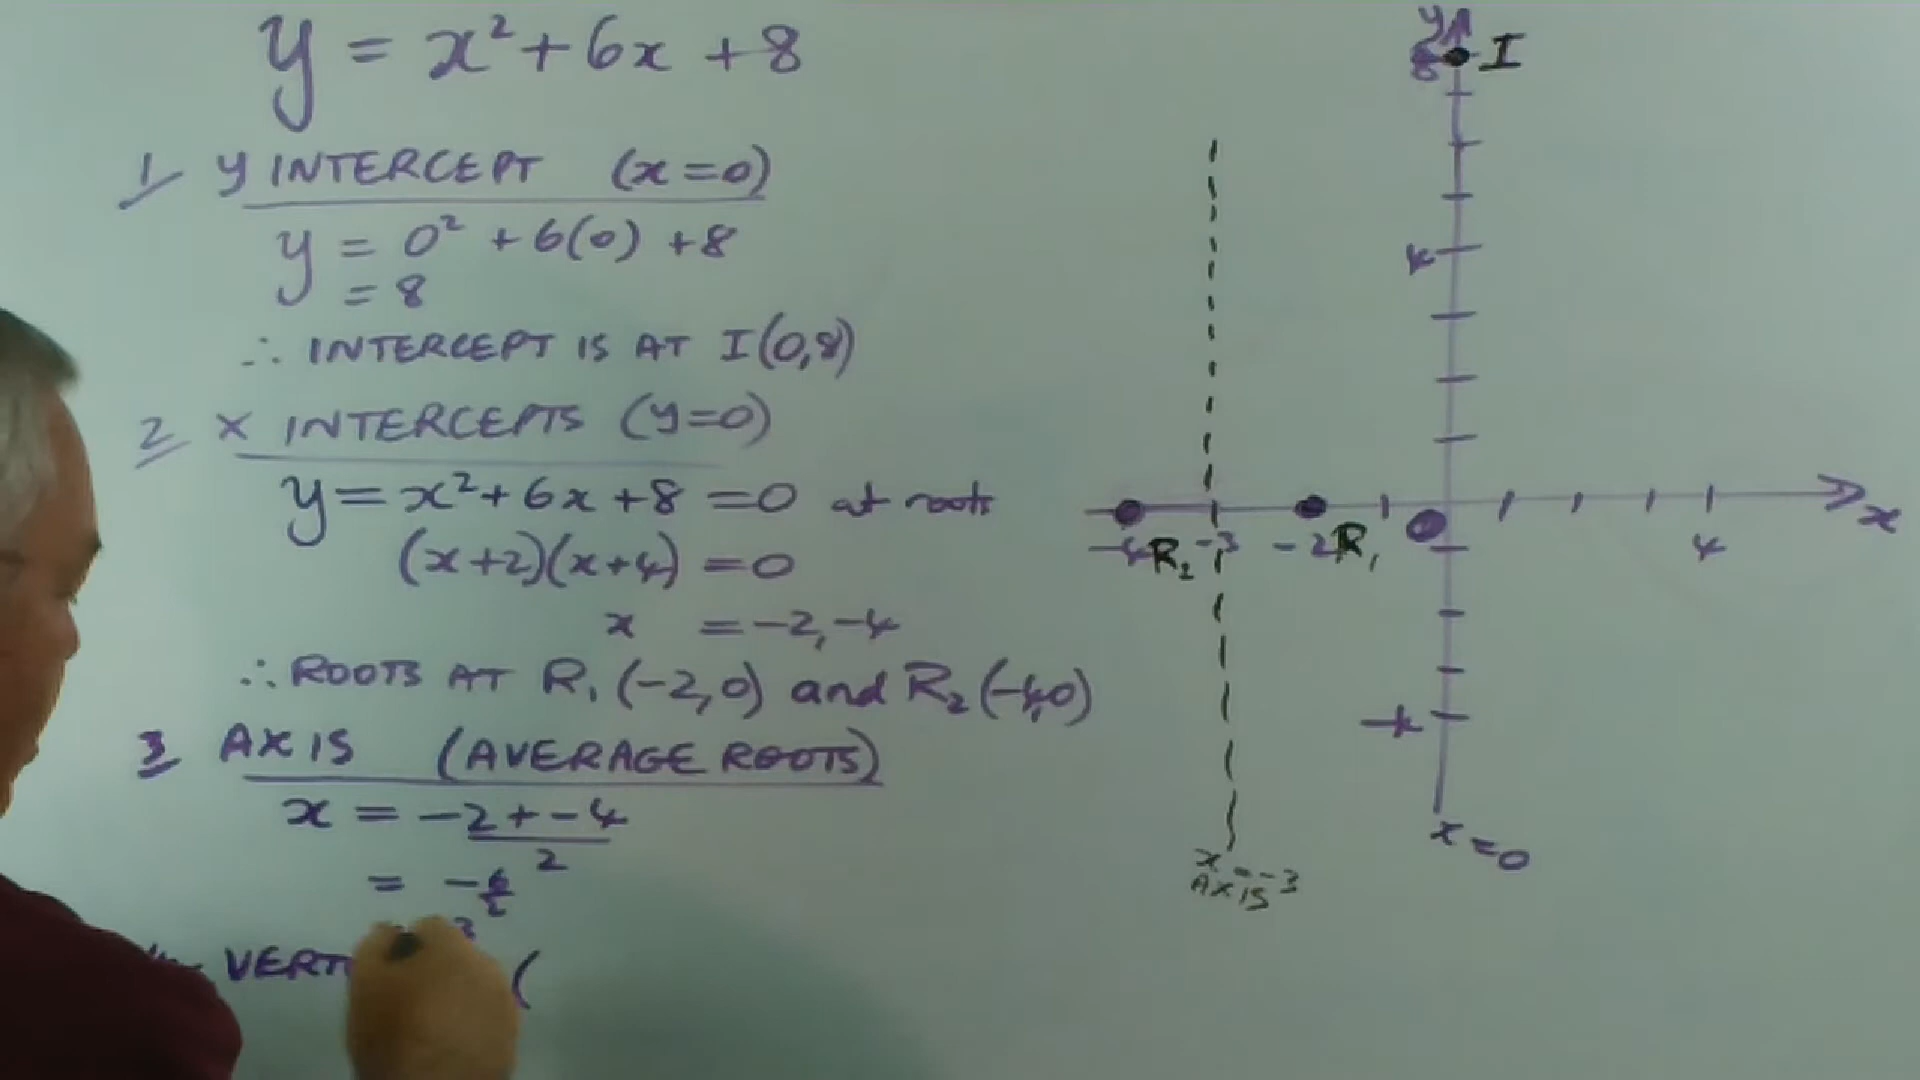 y = x² + 6x + 8
1 y INTERCEPT (x=0)
y = 0² + 6(0) + 8
= 8
∴ INTERCEPT IS AT I(0,8)
2 X INTERCEPTS (y=0)
y = x² + 6x + 8 = 0 at roots
(x+2)(x+4) = 0
x = -2, -4
∴ ROOTS AT R₁(-2,0) and R₂(-4,0)
3 AXIS (AVERAGE ROOTS)
x = -2 + -4
2
= -6
2
3
(
y
8 I
4
x
-4 R₂ -3 -2 R₁ 4
-4
x = 0
x = -3
AXIS